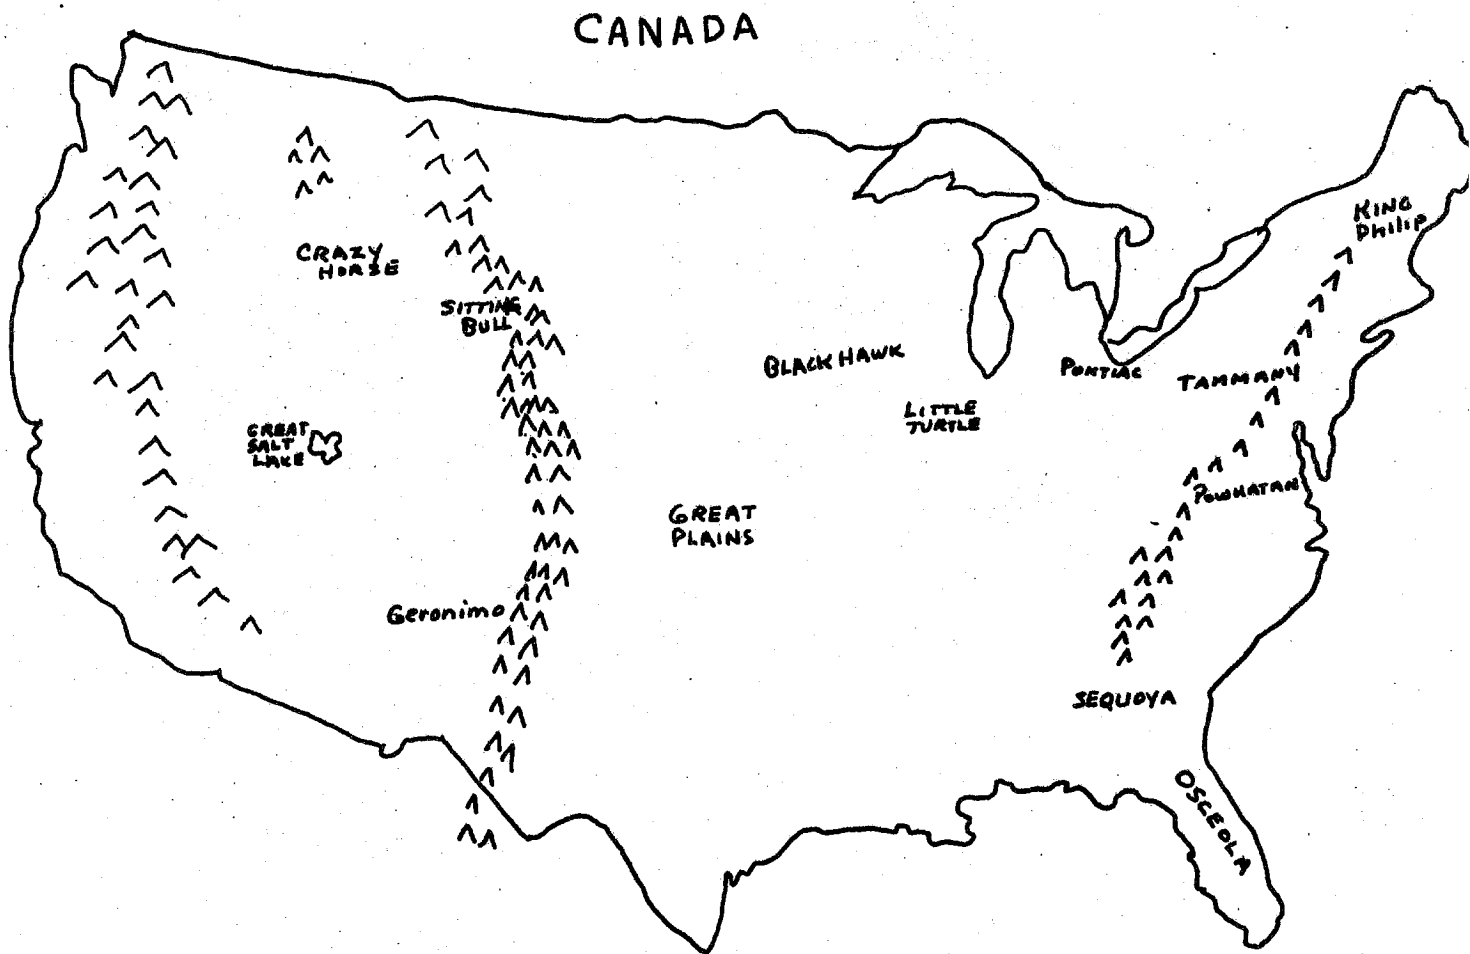 CANADA
KING
Philip
CRAZY
HORSE
SITTING
BULL
BLACK HAWK
PONTIAC
TAMMANY
LITTLE
TURTLE
GREAT
SALT
LAKE
POWHATAN
GREAT
PLAINS
Geronimo
SEQUOYA
OSCEOLA